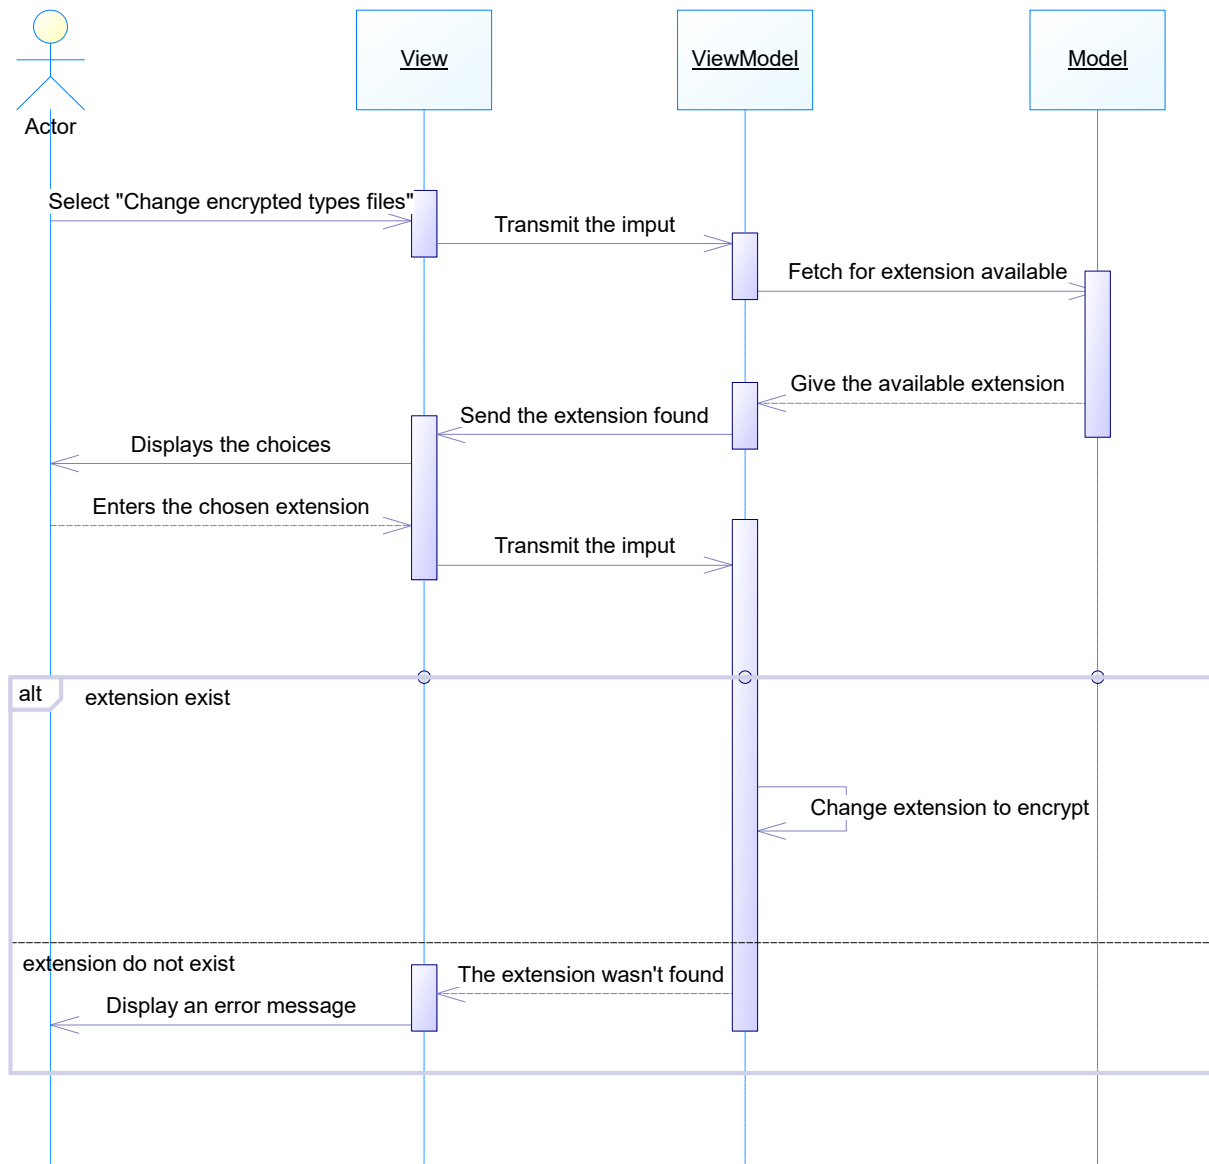 View
ViewModel
Model
Actor
Select "Change encrypted types files"
Transmit the imput
Fetch for extension available
Give the available extension
Send the extension found
Displays the choices
Enters the chosen extension
Transmit the imput
alt
extension exist
Change extension to encrypt
extension do not exist
The extension wasn't found
Display an error message